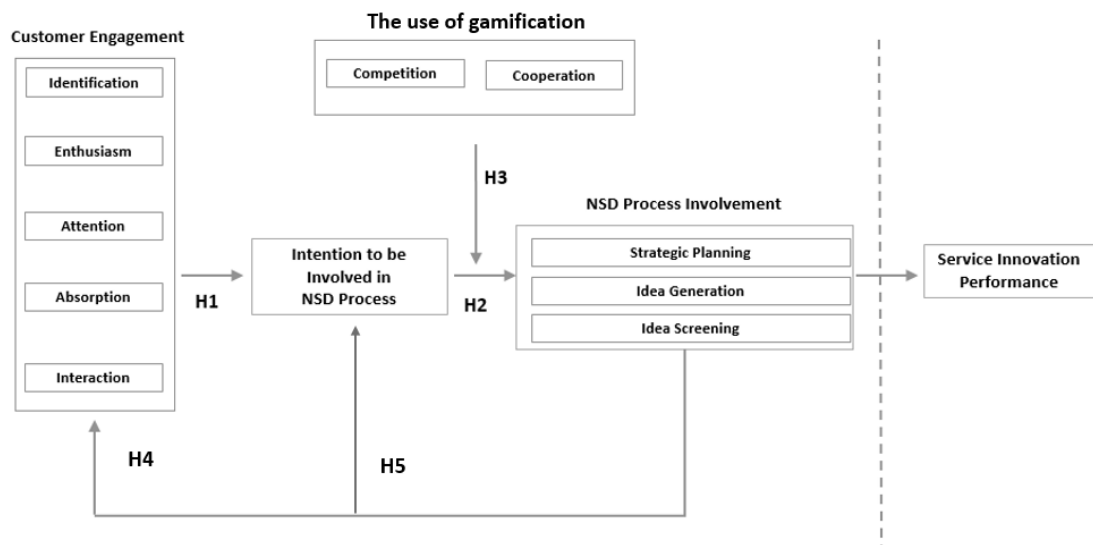 The use of gamification
Customer Engagement
Competition
Cooperation
Identification
Enthusiasm
Attention
Absorption
Interaction
H1
Intention to be
Involved in
NSD Process
H3
H2
NSD Process Involvement
Strategic Planning
Idea Generation
Idea Screening
Service Innovation
Performance
H4
H5